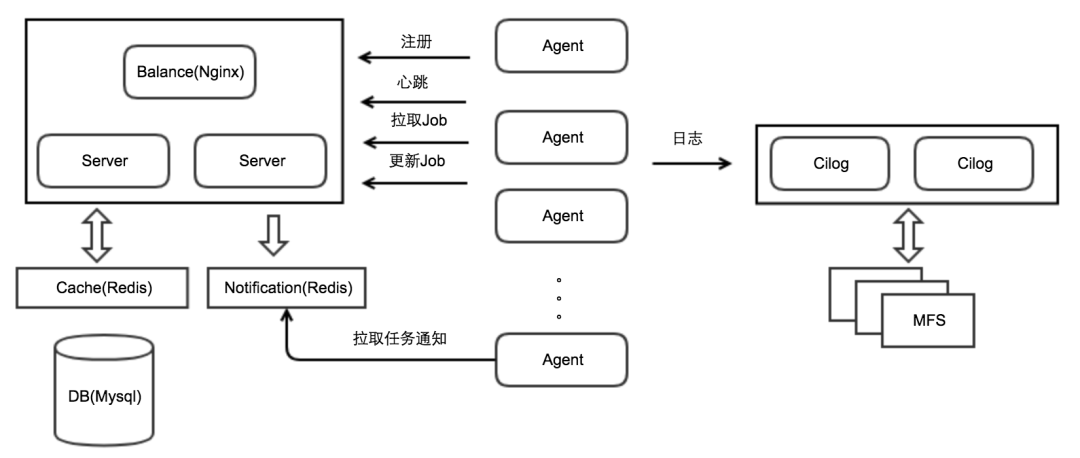 注册
Agent
Balance(Nginx)
心跳
拉取Job
Agent
日志
Server
Server
更新Job
Cilog
Cilog
Agent
Cache(Redis)
Notification(Redis)
MFS
拉取任务通知
Agent
DB(Mysql)